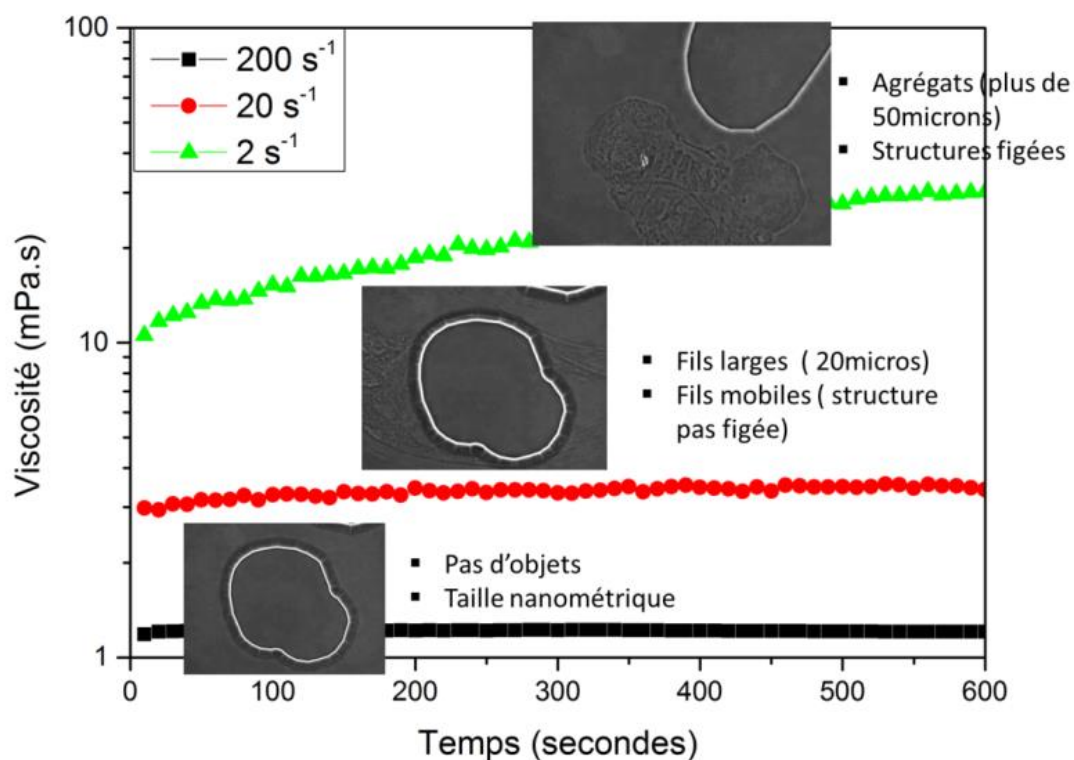 100
200 s⁻¹
20 s⁻¹
2 s⁻¹
Agrégats (plus de
50microns)
Structures figées
Viscosité (mPa.s)
10
Fils larges ( 20micros)
Fils mobiles ( structure
pas figée)
Pas d'objets
Taille nanométrique
1
0 100 200 300 400 500 600
Temps (secondes)